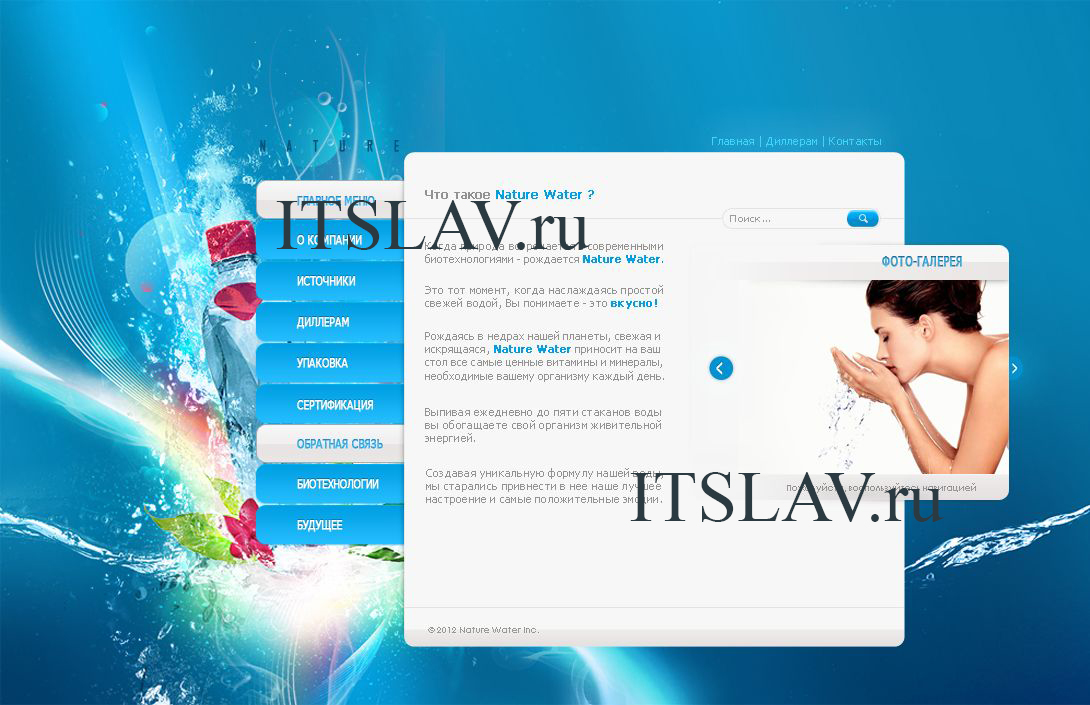 N A T U R E
Главная | Диллерам | Контакты
Что такое Nature Water ?
ГЛАВНОЕ МЕНЮ
Поиск ...
ITSLAV.ru
О КОМПАНИИ
ИСТОЧНИКИ
ДИЛЛЕРАМ
УПАКОВКА
СЕРТИФИКАЦИЯ
ОБРАТНАЯ СВЯЗЬ
БИОТЕХНОЛОГИИ
БУДУЩЕЕ
Когда природа встречается с современными
биотехнологиями - рождается Nature Water.
Это тот момент, когда наслаждаясь простой
свежей водой, Вы понимаете - это вкусно!
Рождаясь в недрах нашей планеты, свежая и
искрящаяся, Nature Water приносит на ваш
стол все самые ценные витамины и минералы,
необходимые вашему организму каждый день.
Выпивая ежедневно до пяти стаканов воды
вы обогащаете свой организм живительной
энергией.
Создавая уникальную формулу нашей воды,
мы старались привнести в нее наше лучшее
настроение и самые положительные эмоции.
ФОТО-ГАЛЕРЕЯ
Пожалуйста, воспользуйтесь навигацией
ITSLAV.ru
©2012 Nature Water Inc.